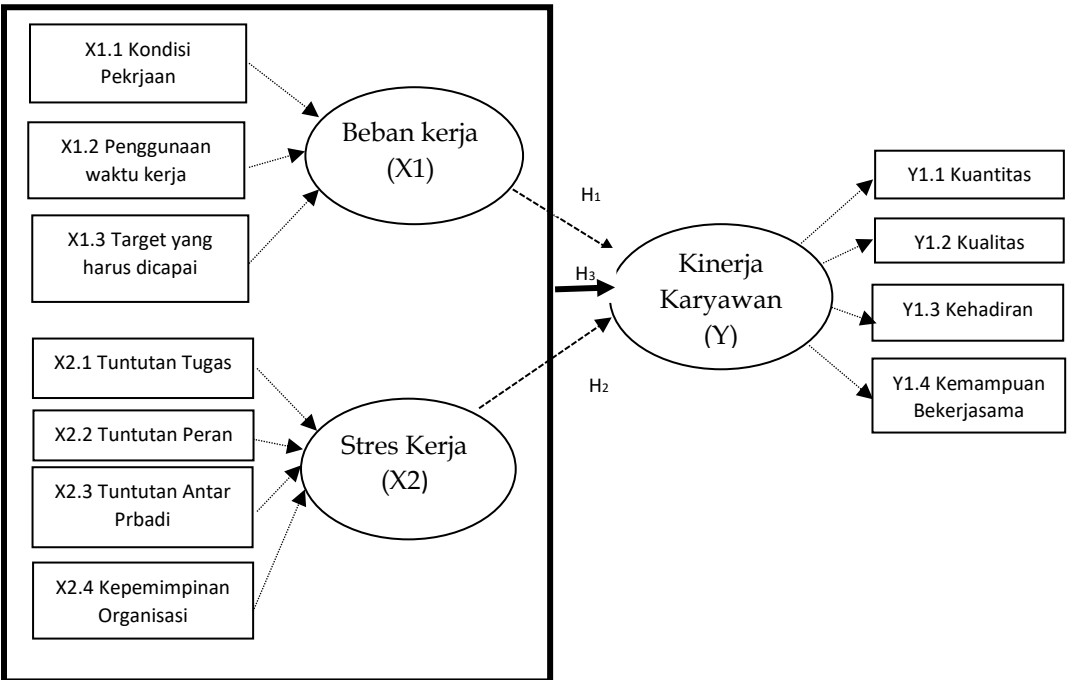 X1.1 Kondisi
Pekrjaan
X1.2 Penggunaan
waktu kerja
X1.3 Target yang
harus dicapai
Beban kerja
(X1)
X2.1 Tuntutan Tugas
X2.2 Tuntutan Peran
X2.3 Tuntutan Antar
Prbadi
X2.4 Kepemimpinan
Organisasi
Stres Kerja
(X2)
H1
H3
H2
Kinerja
Karyawan
(Y)
Y1.1 Kuantitas
Y1.2 Kualitas
Y1.3 Kehadiran
Y1.4 Kemampuan
Bekerjasama